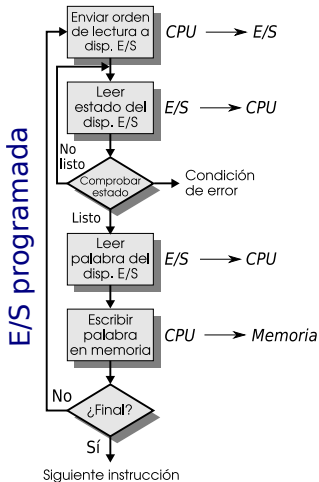 E/S programada
Enviar orden
de lectura a
disp. E/S
CPU → E/S
Leer
estado del
disp. E/S
E/S → CPU
No
listo
Comprobar
estado
Condición
de error
Listo
Leer
palabra del
disp. E/S
E/S → CPU
Escribir
palabra
en memoria
CPU → Memoria
No
¿Final?
Sí
Siguiente instrucción